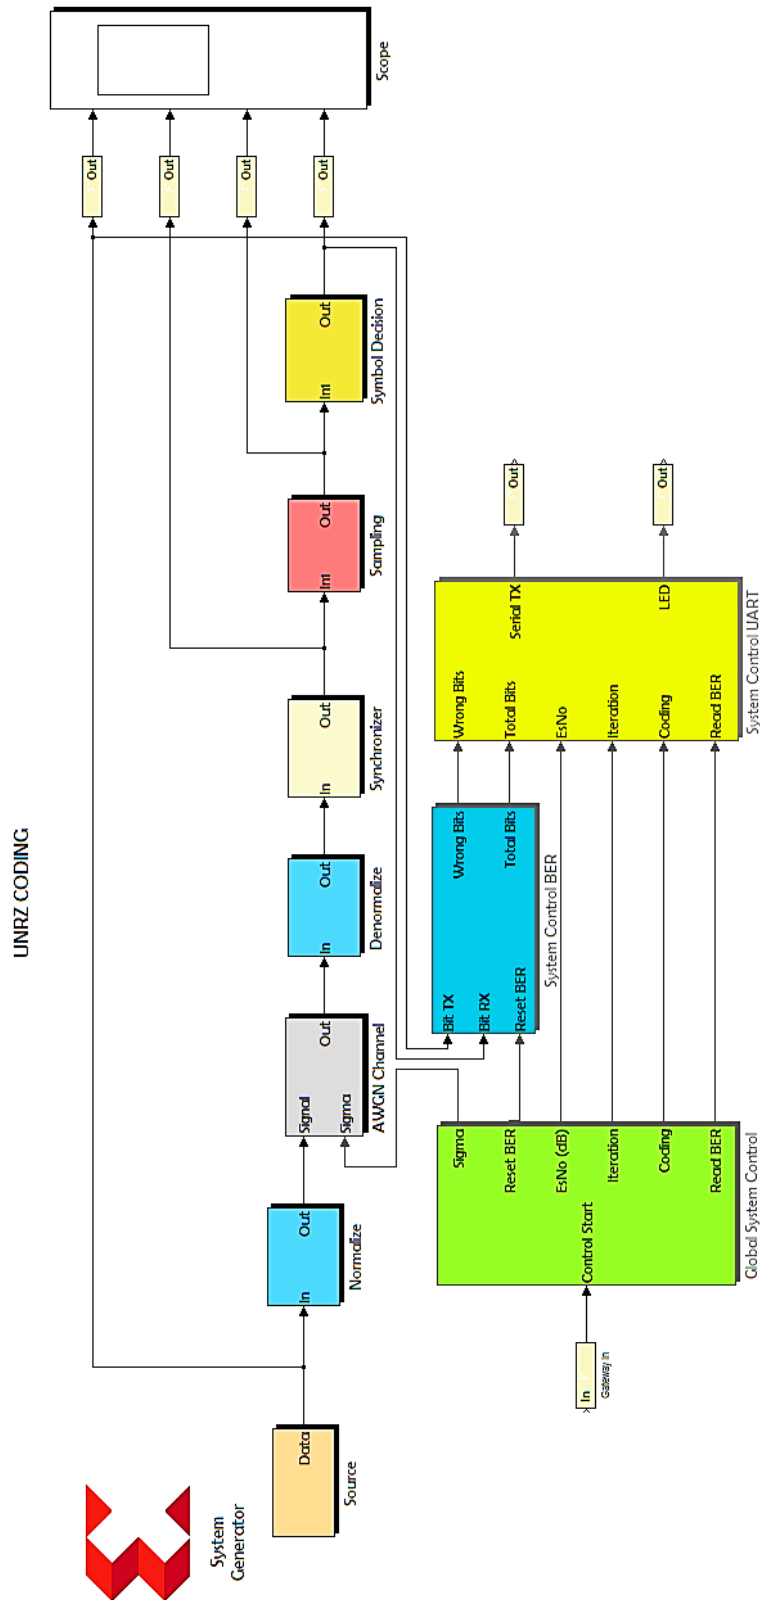 UNRZ CODING
System
Generator
Data
Source
In
Out
Normalize
Signal
Sigma
Out
AWGN Channel
In
Out
Denormalize
In
Out
Synchronizer
In1
Out
Sampling
In1
Out
Symbol Decision
Out
Out
Out
Out
Scope
In
Gateway In
Control Start
Sigma
Reset BER
EsNo (dB)
Iteration
Coding
Read BER
Global System Control
Bit TX
Bit RX
Reset BER
Wrong Bits
Total Bits
System Control BER
Wrong Bits
Total Bits
EsNo
Iteration
Coding
Read BER
Serial TX
LED
System Control UART
Out
Out